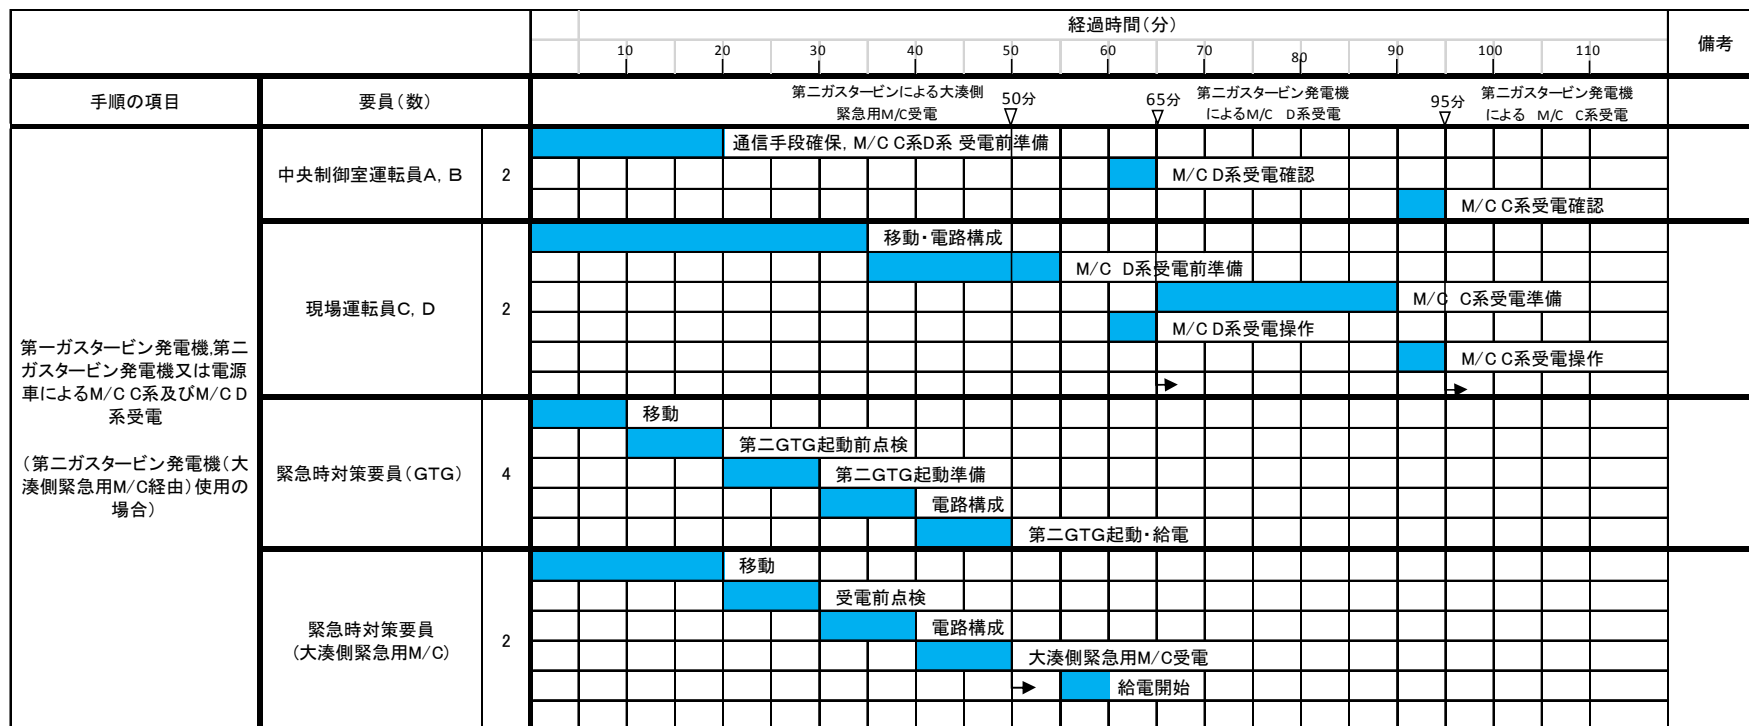 経過時間(分)
備考
10 20 30 40 50 60 70 80 90 100 110
手順の項目
要員(数)
第二ガスタービンによる大湊側
緊急用M/C受電
50分
65分
第二ガスタービン発電機
によるM/C D系受電
95分
第二ガスタービン発電機
による M/C C系受電
第一ガスタービン発電機,第二
ガスタービン発電機又は電源
車によるM/C C系及びM/C D
系受電
(第二ガスタービン発電機(大
湊側緊急用M/C経由)使用の
場合)
中央制御室運転員A, B
2
通信手段確保, M/C C系D系 受電前準備
M/C D系受電確認
M/C C系受電確認
現場運転員C, D
2
移動・電路構成
M/C D系受電前準備
M/C C系受電準備
M/C D系受電操作
M/C C系受電操作
緊急時対策要員(GTG)
4
移動
第二GTG起動前点検
第二GTG起動準備
電路構成
第二GTG起動・給電
緊急時対策要員
(大湊側緊急用M/C)
2
移動
受電前点検
電路構成
大湊側緊急用M/C受電
給電開始